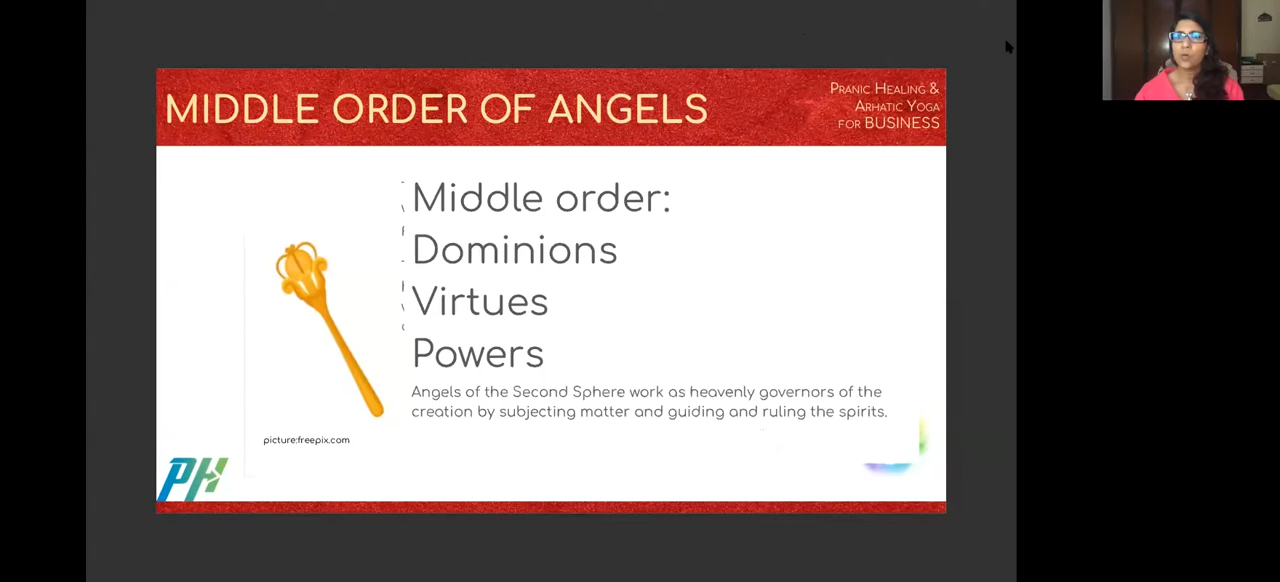 MIDDLE ORDER OF ANGELS
PRANIC HEALING &
ARHATIC YOGA
FOR BUSINESS
Middle order:
Dominions
Virtues
Powers
Angels of the Second Sphere work as heavenly governors of the
creation by subjecting matter and guiding and ruling the spirits.
picture:freepix.com
PH